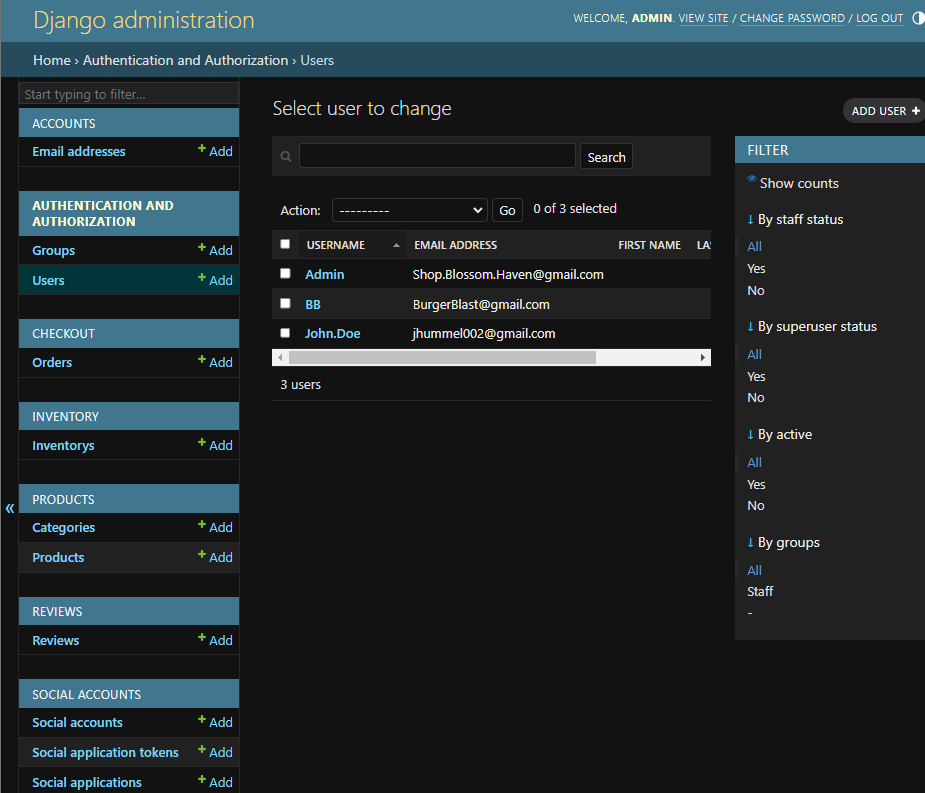 Django administration
WELCOME, ADMIN. VIEW SITE / CHANGE PASSWORD / LOG OUT
Home › Authentication and Authorization › Users
Start typing to filter...
ACCOUNTS
Email addresses + Add
AUTHENTICATION AND
AUTHORIZATION
Groups + Add
Users + Add
CHECKOUT
Orders + Add
INVENTORY
Inventorys + Add
PRODUCTS
Categories + Add
Products + Add
REVIEWS
Reviews + Add
SOCIAL ACCOUNTS
Social accounts + Add
Social application tokens + Add
Social applications + Add
«
Select user to change
ADD USER +
Search
Action: --------- Go 0 of 3 selected
USERNAME EMAIL ADDRESS FIRST NAME LAS
Admin Shop.Blossom.Haven@gmail.com
BB BurgerBlast@gmail.com
John.Doe jhummel002@gmail.com
3 users
FILTER
Show counts
↓ By staff status
All
Yes
No
↓ By superuser status
All
Yes
No
↓ By active
All
Yes
No
↓ By groups
All
Staff
-